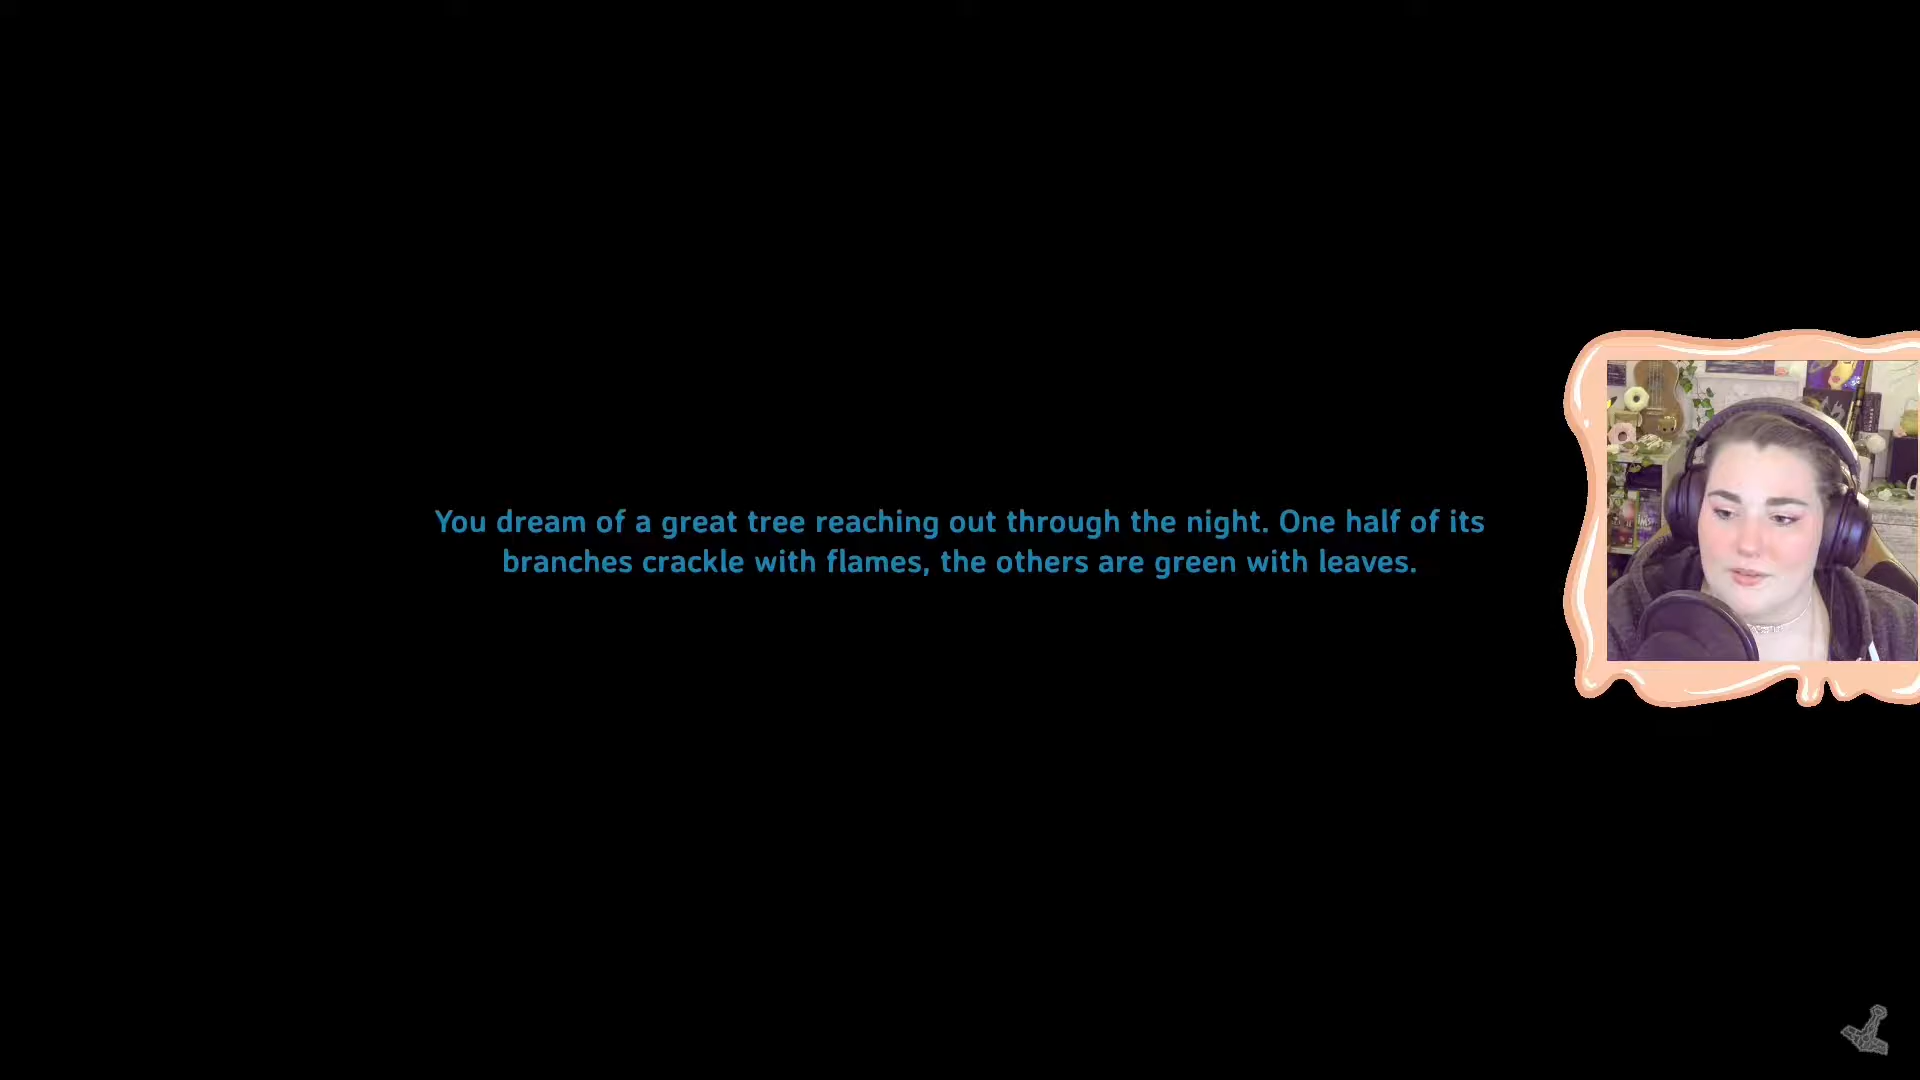 You dream of a great tree reaching out through the night. One half of its
branches crackle with flames, the others are green with leaves.